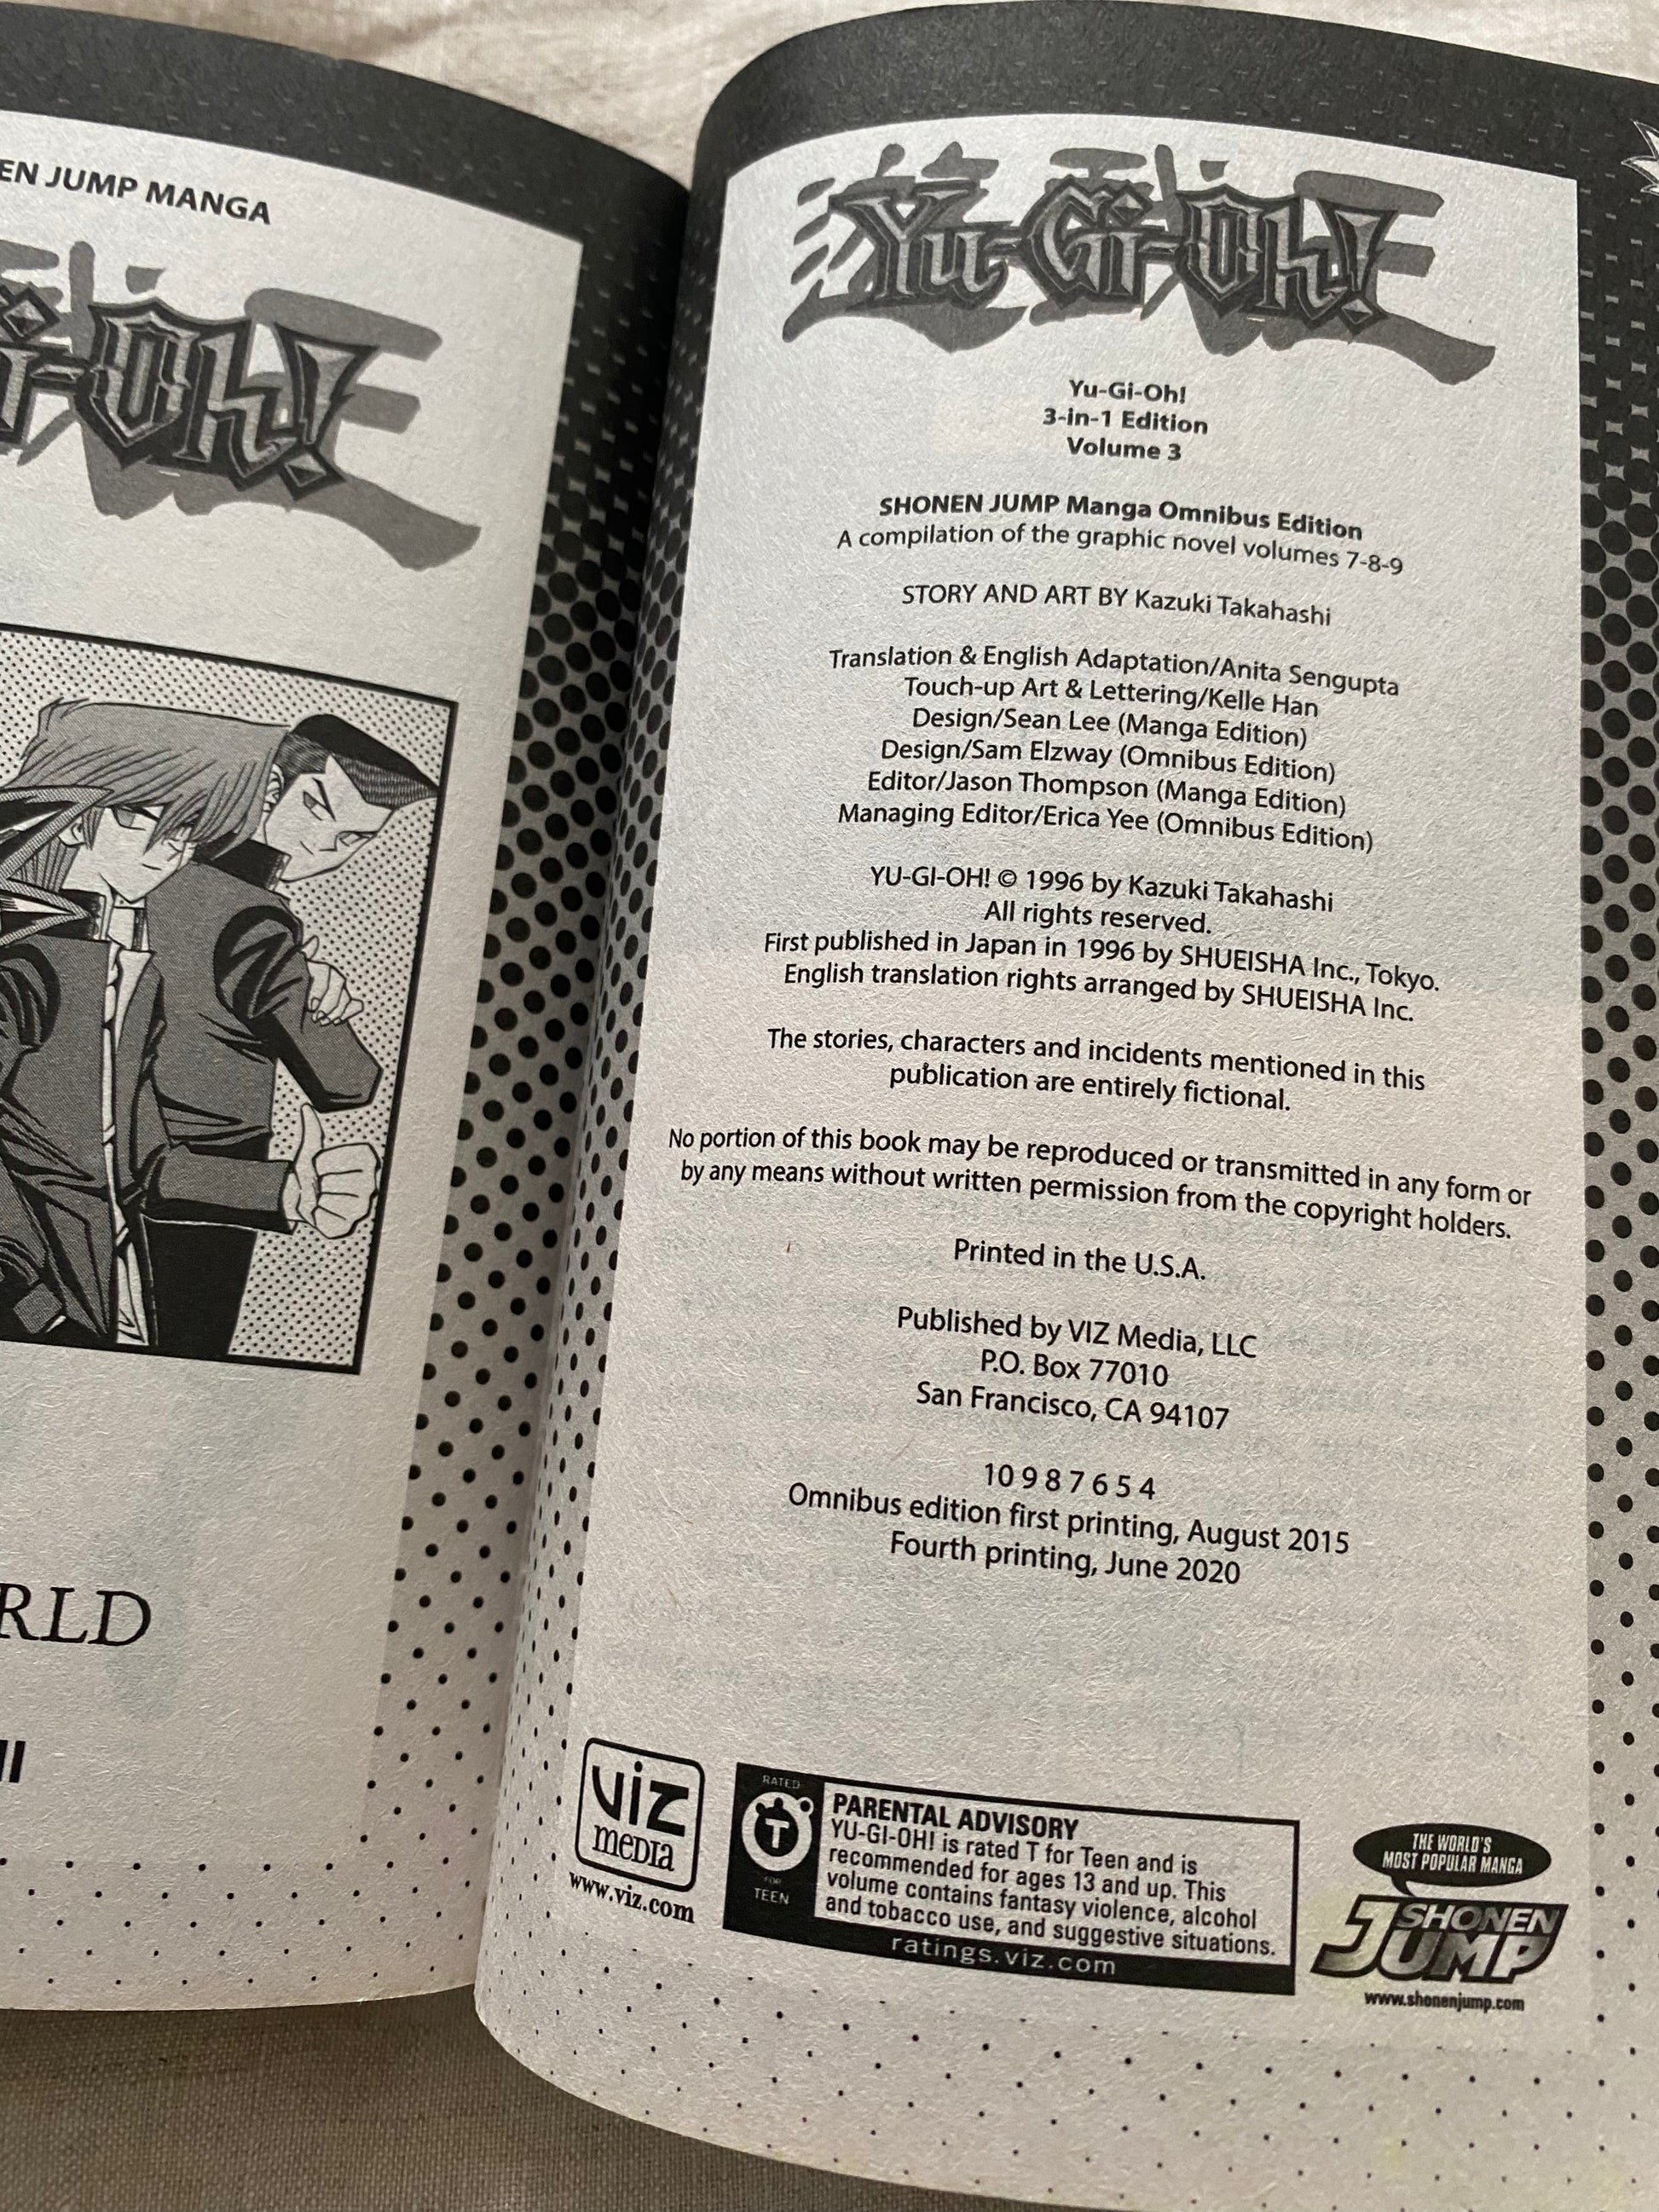 JUMP MANGA
Yu-Gi-Oh!
Yu-Gi-Oh!
3-in-1 Edition
Volume 3
SHONEN JUMP Manga Omnibus Edition
A compilation of the graphic novel volumes 7-8-9
STORY AND ART BY Kazuki Takahashi
Translation & English Adaptation/Anita Sengupta
Touch-up Art & Lettering/Kelle Han
Design/Sean Lee (Manga Edition)
Design/Sam Elzway (Omnibus Edition)
Editor/Jason Thompson (Manga Edition)
Managing Editor/Erica Yee (Omnibus Edition)
YU-GI-OH! © 1996 by Kazuki Takahashi
All rights reserved.
First published in Japan in 1996 by SHUEISHA Inc., Tokyo.
English translation rights arranged by SHUEISHA Inc.
The stories, characters and incidents mentioned in this
publication are entirely fictional.
No portion of this book may be reproduced or transmitted in any form or
by any means without written permission from the copyright holders.
Printed in the U.S.A.
Published by VIZ Media, LLC
P.O. Box 77010
San Francisco, CA 94107
10 9 8 7 6 5 4
Omnibus edition first printing, August 2015
Fourth printing, June 2020
viz
media
www.viz.com
RATED
T
FOR
TEEN
PARENTAL ADVISORY
YU-GI-OH! is rated T for Teen and is
recommended for ages 13 and up. This
volume contains fantasy violence, alcohol
and tobacco use, and suggestive situations.
ratings.viz.com
THE WORLD'S
MOST POPULAR MANGA
SHONEN
JUMP
www.shonenjump.com